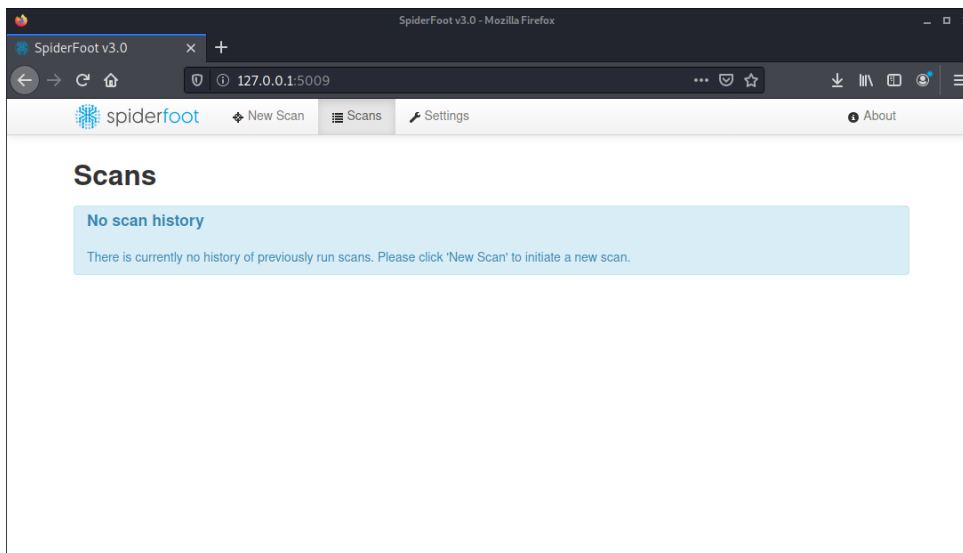 SpiderFoot v3.0 - Mozilla Firefox
SpiderFoot v3.0
127.0.0.1:5009
spiderfoot New Scan Scans Settings About
Scans
No scan history
There is currently no history of previously run scans. Please click 'New Scan' to initiate a new scan.